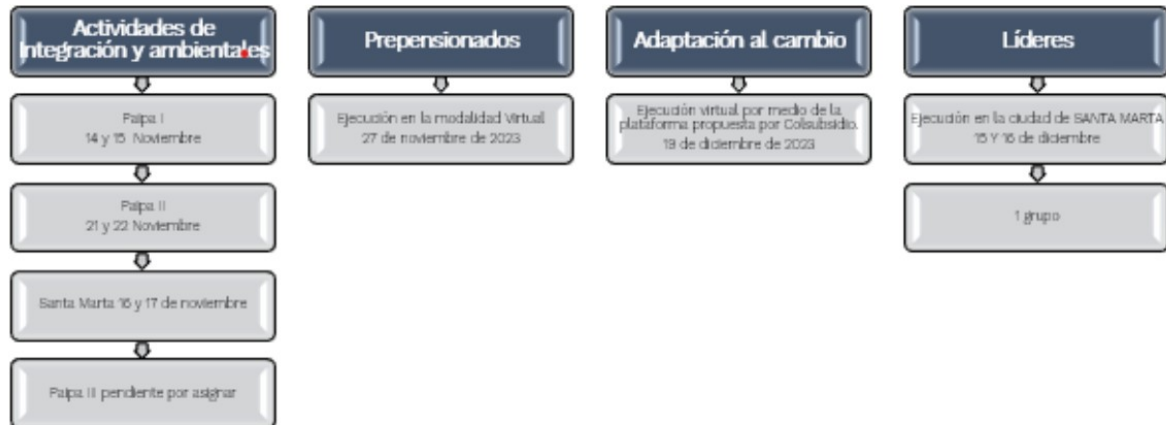 Actividades de
Integración y ambientales
Paipa I
14 y 15 Noviembre
Paipa II
21 y 22 Noviembre
Santa Marta 16 y 17 de noviembre
Paipa III pendiente por asignar
Prepensionados
Ejecución en la modalidad Virtual
27 de noviembre de 2023
Adaptación al cambio
Ejecución virtual por medio de la
plataforma propuesta por Colsubsidio.
19 de diciembre de 2023
Líderes
Ejecución en la ciudad de SANTA MARTA
15 Y 16 de diciembre
1 grupo